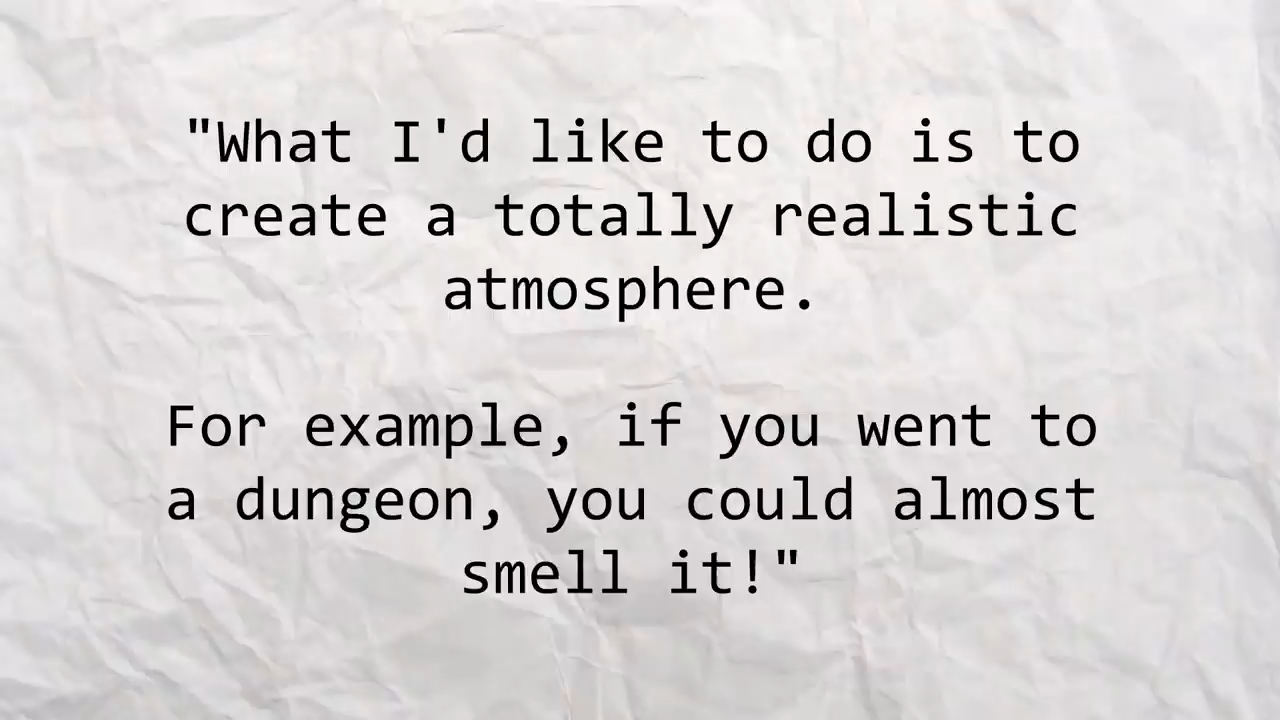 "What I'd like to do is to
create a totally realistic
atmosphere.
For example, if you went to
a dungeon, you could almost
smell it!"